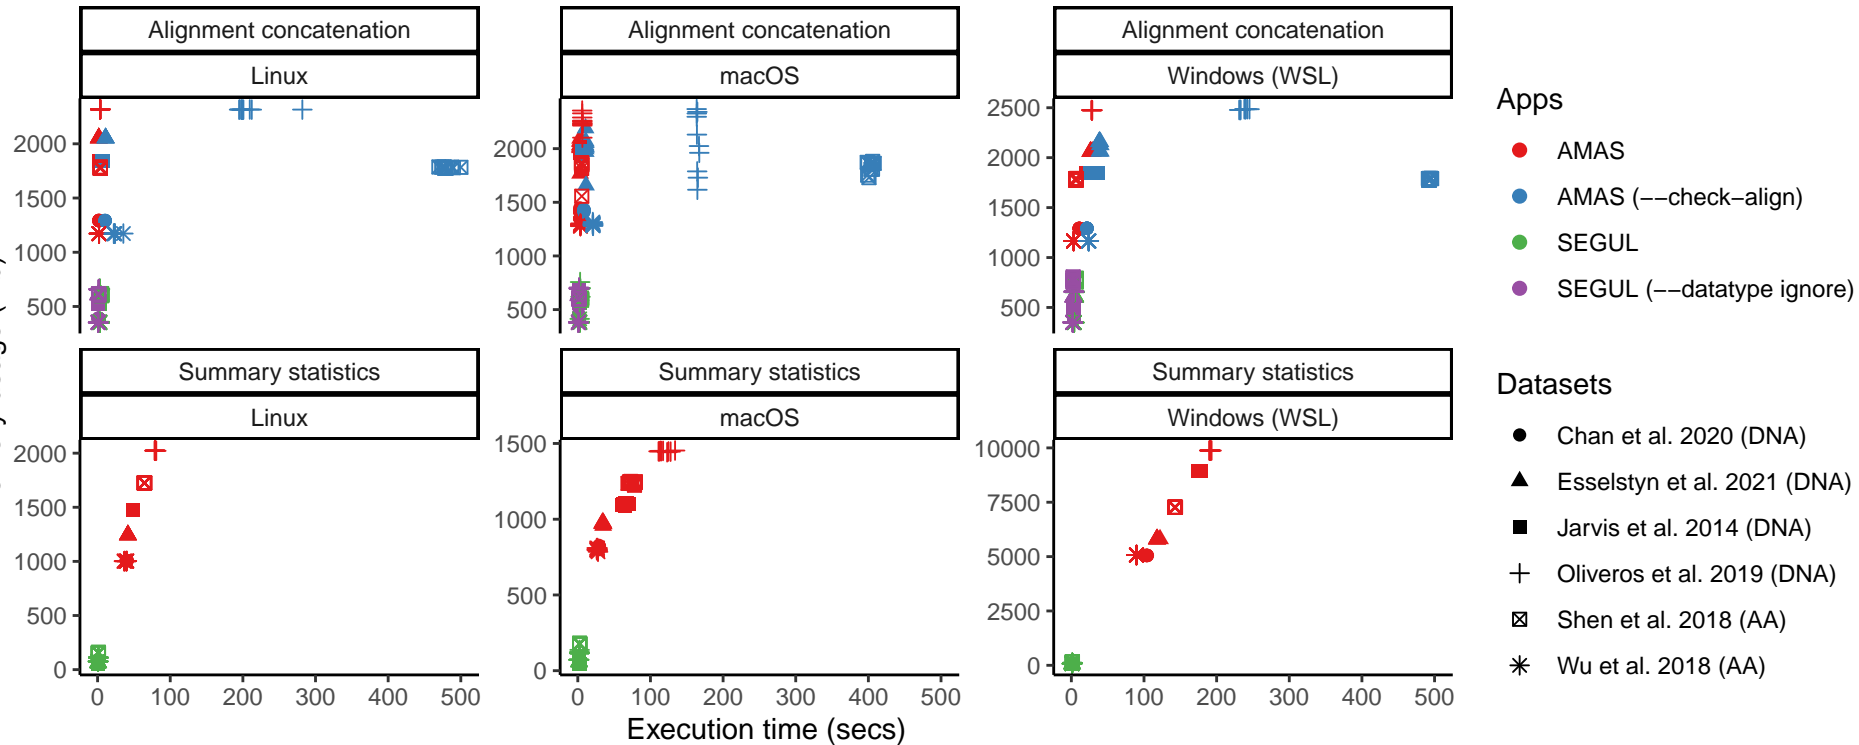 Alignment concatenation
Linux
Alignment concatenation
macOS
Alignment concatenation
Windows (WSL)
2000
1500
1000
500
2000
1500
1000
500
2500
2000
1500
1000
500
Summary statistics
Linux
Summary statistics
macOS
Summary statistics
Windows (WSL)
2000
1500
1000
500
0
1500
1000
500
0
10000
7500
5000
2500
0
0 100 200 300 400 500
0 100 200 300 400 500
0 100 200 300 400 500
Execution time (secs)
Apps
AMAS
AMAS (−−check−align)
SEGUL
SEGUL (−−datatype ignore)
Datasets
Chan et al. 2020 (DNA)
Esselstyn et al. 2021 (DNA)
Jarvis et al. 2014 (DNA)
Oliveros et al. 2019 (DNA)
Shen et al. 2018 (AA)
Wu et al. 2018 (AA)